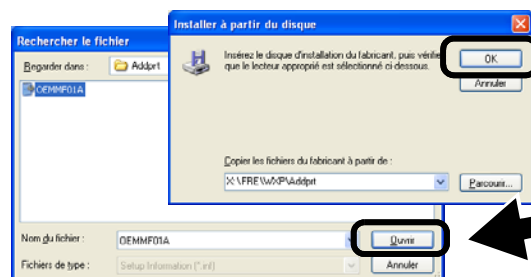 Installer à partir du disque
Insérez le disque d'installation du fabricant, puis vérifie
que le lecteur approprié est sélectionné ci dessous.
OK
Annuler
Copier les fichiers du fabricant à partir de :
X:\FRE\WXP\Addprt
Parcourir...
Rechercher le fichier
Regarder dans :
Addprt
OEMMF01A
Nom du fichier :
OEMMF01A
Ouvrir
Fichiers de type :
Setup Information (*.inf)
Annuler